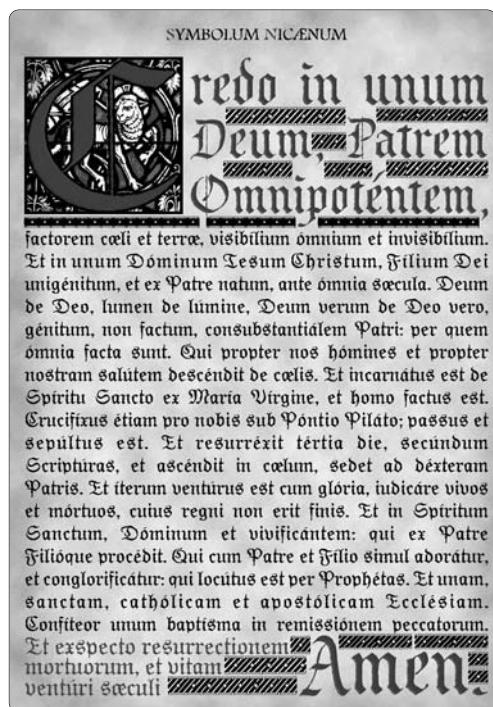 SYMBOLUM NICÆNUM
Credo in unum
Deum, Patrem
Omnipoténtem,
factorem cœli et terrœ, visibílium ómnium et invisibílium.
Et in unum Dóminum Iesum Christum, Fílium Dei
unigénitum, et ex Patre natum, ante ómnia sœcula. Deum
de Deo, lumen de lúmine, Deum verum de Deo vero,
génitum, non factum, consubstantiálem Patri: per quem
ómnia facta sunt. Qui propter nos hómines et propter
nostram salútem descéndit de cœlis. Et incarnátus est de
Spíritu Sancto ex María Vírgine, et homo factus est.
Crucifíxus étiam pro nobis sub Póntio Piláto; passus et
sepúltus est. Et resurréxit tértia die, secúndum
Scriptúras, et ascéndit in cœlum, sedet ad déxteram
Patris. Et íterum ventúrus est cum glória, iudicáre vivos
et mórtuos, cuius regni non erit finis. Et in Spíritum
Sanctum, Dóminum et vivificántem: qui ex Patre
Filióque procédit. Qui cum Patre et Fílio simul adorátur,
et conglorificátur: qui locútus est per Prophétas. Et unam,
sanctam, cathólicam et apostólicam Ecclésiam.
Confíteor unum baptísma in remissiónem peccatorum.
Et exspecto resurrectionem
mortuorum, et vitam
ventúri sœculi Amen.